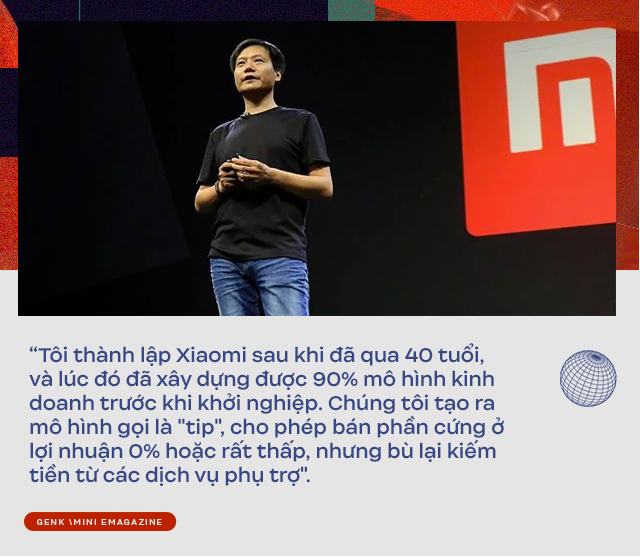 “Tôi thành lập Xiaomi sau khi đã qua 40 tuổi,
và lúc đó đã xây dựng được 90% mô hình kinh
doanh trước khi khởi nghiệp. Chúng tôi tạo ra
mô hình gọi là "tip", cho phép bán phần cứng ở
lợi nhuận 0% hoặc rất thấp, nhưng bù lại kiếm
tiền từ các dịch vụ phụ trợ".
GENK \MINI EMAGAZINE